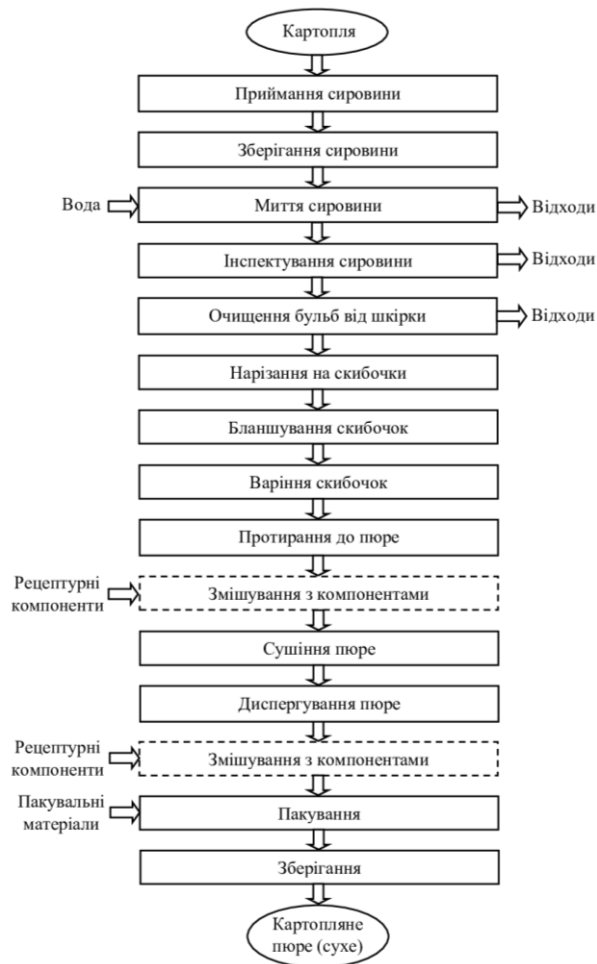 Картопля
Приймання сировини
Зберігання сировини
Вода
Миття сировини
Відходи
Інспектування сировини
Відходи
Очищення бульб від шкірки
Відходи
Нарізання на скибочки
Бланшування скибочок
Варіння скибочок
Протирання до пюре
Рецептурні
компоненти
Змішування з компонентами
Сушіння пюре
Диспергування пюре
Рецептурні
компоненти
Змішування з компонентами
Пакувальні
матеріали
Пакування
Зберігання
Картопляне
пюре (сухе)